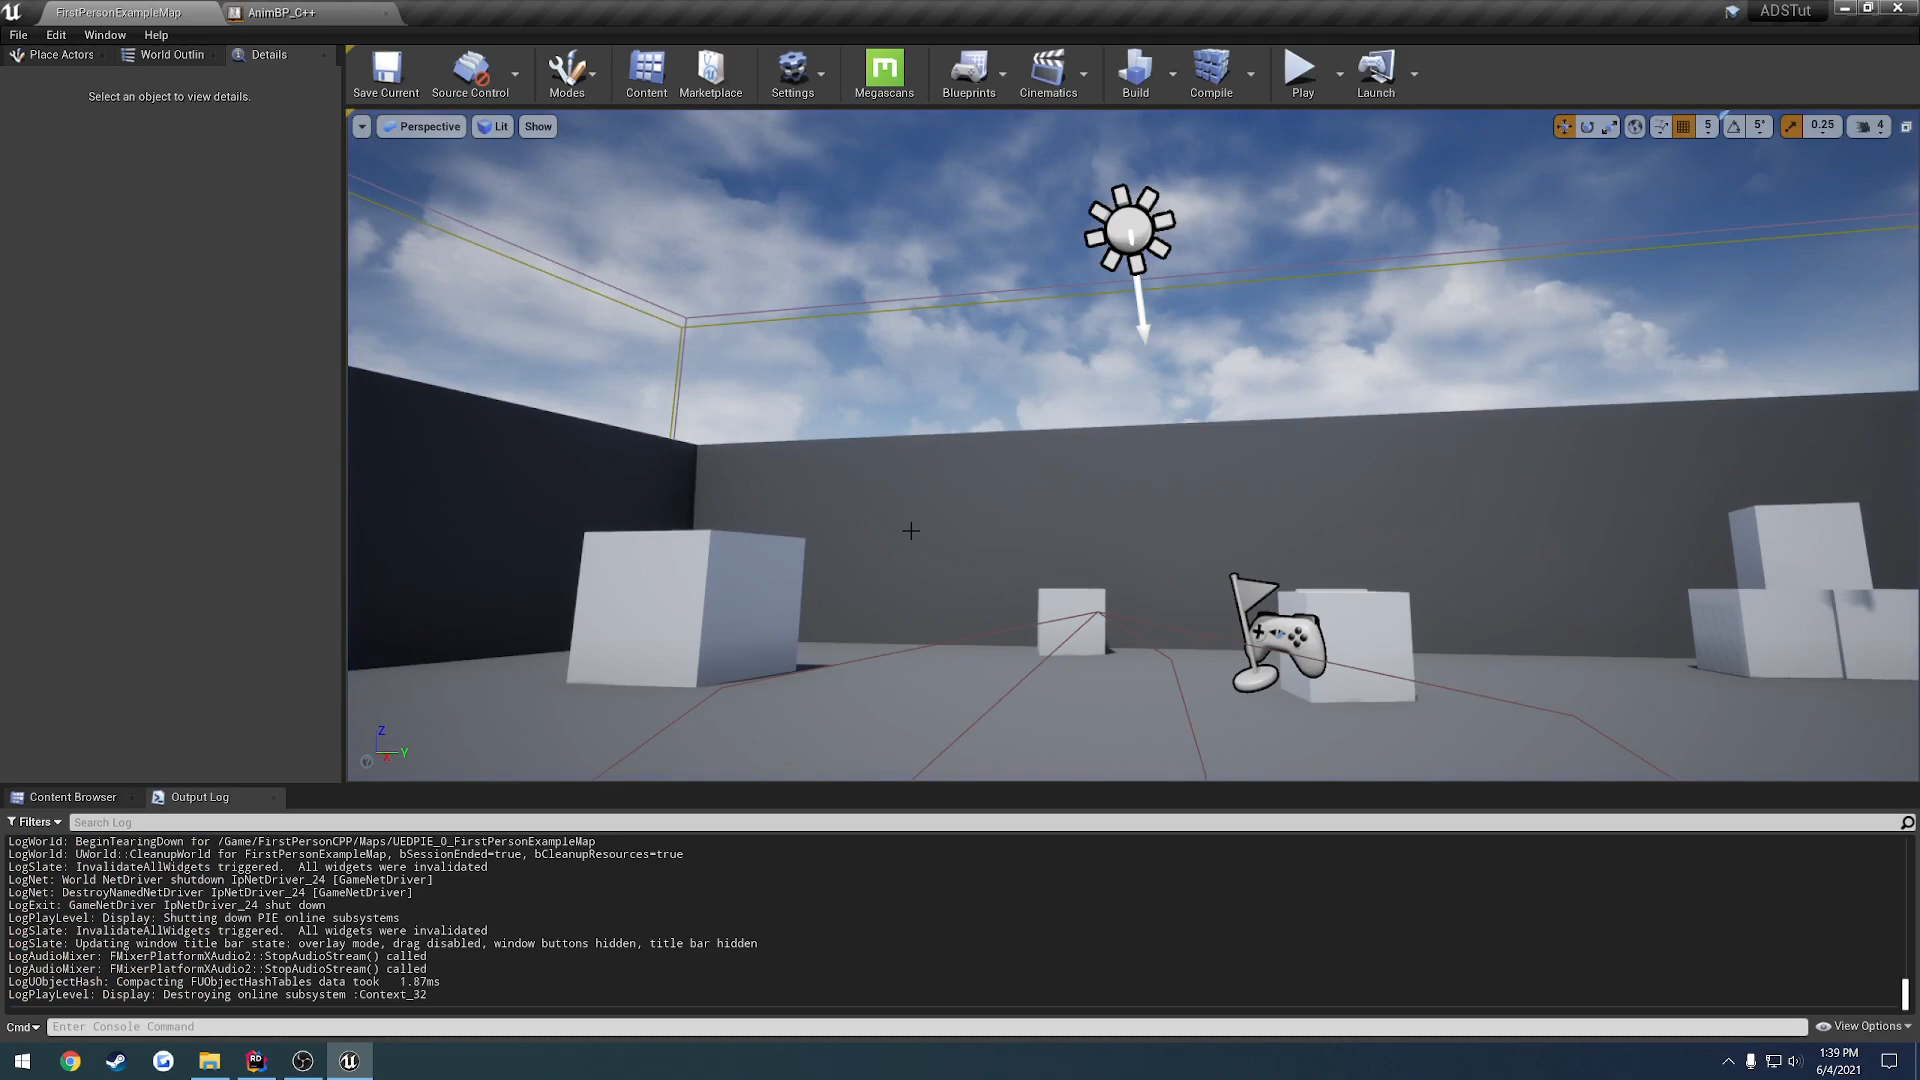 FirstPersonExampleMap
AnimBP_C++
ADSTut
File Edit Window Help
Place Actors World Outlin Details
Select an object to view details.
Save Current Source Control Modes Content Marketplace Settings Megascans Blueprints Cinematics Build Compile Play Launch
Perspective Lit Show
5 5° 0.25 4
Z
Y
X
Content Browser Output Log
Filters Search Log
LogWorld: BeginTearingDown for /Game/FirstPersonCPP/Maps/UEDPIE_0_FirstPersonExampleMap
LogWorld: UWorld::CleanupWorld for FirstPersonExampleMap, bSessionEnded=true, bCleanupResources=true
LogSlate: InvalidateAllWidgets triggered.  All widgets were invalidated
LogNet: World NetDriver shutdown IpNetDriver_24 [GameNetDriver]
LogNet: DestroyNamedNetDriver IpNetDriver_24 [GameNetDriver]
LogExit: GameNetDriver IpNetDriver_24 shut down
LogPlayLevel: Display: Shutting down PIE online subsystems
LogSlate: InvalidateAllWidgets triggered.  All widgets were invalidated
LogSlate: Updating window title bar state: overlay mode, drag disabled, window buttons hidden, title bar hidden
LogAudioMixer: FMixerPlatformXAudio2::StopAudioStream() called
LogAudioMixer: FMixerPlatformXAudio2::StopAudioStream() called
LogUObjectHash: Compacting FUObjectHashTables data took   1.87ms
LogPlayLevel: Display: Destroying online subsystem :Context_32
Cmd Enter Console Command View Options
RD
1:39 PM
6/4/2021